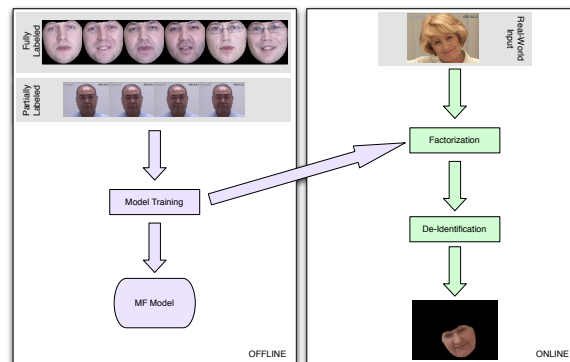 Fully
Labeled
Partially
Labeled
Model Training
MF Model
OFFLINE
Real-World
Input
Factorization
De-Identification
ONLINE